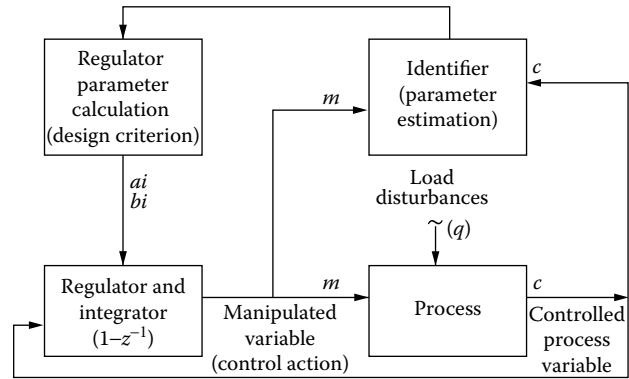 Regulator
parameter
calculation
(design criterion)
Identifier
(parameter
estimation)
c
m
ai
bi
Load
disturbances
~ (q)
Regulator and
integrator
(1–z⁻¹)
m
Manipulated
variable
(control action)
Process
c
Controlled
process
variable